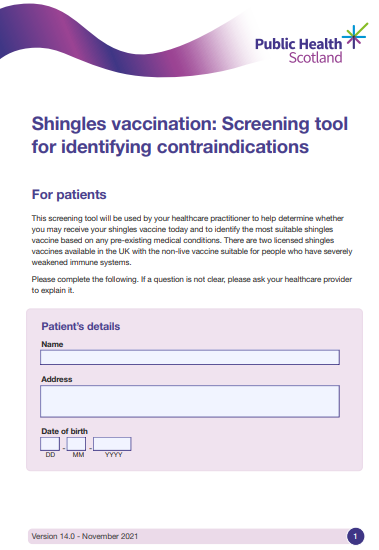 Public Health
Scotland
Shingles vaccination: Screening tool
for identifying contraindications
For patients
This screening tool will be used by your healthcare practitioner to help determine whether
you may receive your shingles vaccine today and to identify the most suitable shingles
vaccine based on any pre-existing medical conditions. There are two licensed shingles
vaccines available in the UK with the non-live vaccine suitable for people who have severely
weakened immune systems.
Please complete the following. If a question is not clear, please ask your healthcare provider
to explain it.
Patient's details
Name
Address
Date of birth
- -
DD MM YYYY
Version 14.0 - November 2021
1